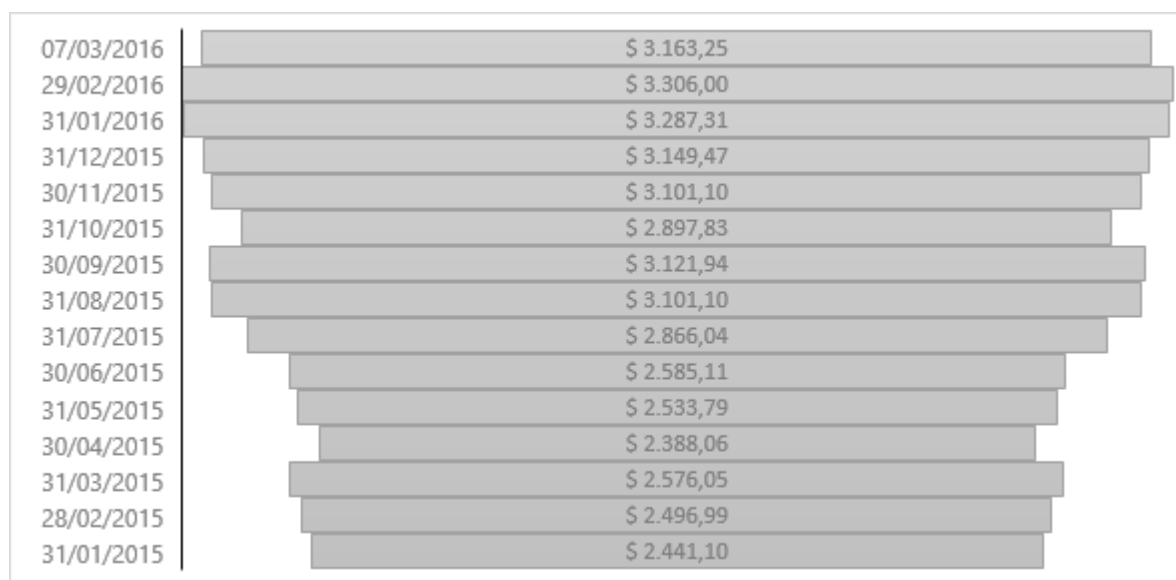 07/03/2016 $ 3.163,25
29/02/2016 $ 3.306,00
31/01/2016 $ 3.287,31
31/12/2015 $ 3.149,47
30/11/2015 $ 3.101,10
31/10/2015 $ 2.897,83
30/09/2015 $ 3.121,94
31/08/2015 $ 3.101,10
31/07/2015 $ 2.866,04
30/06/2015 $ 2.585,11
31/05/2015 $ 2.533,79
30/04/2015 $ 2.388,06
31/03/2015 $ 2.576,05
28/02/2015 $ 2.496,99
31/01/2015 $ 2.441,10